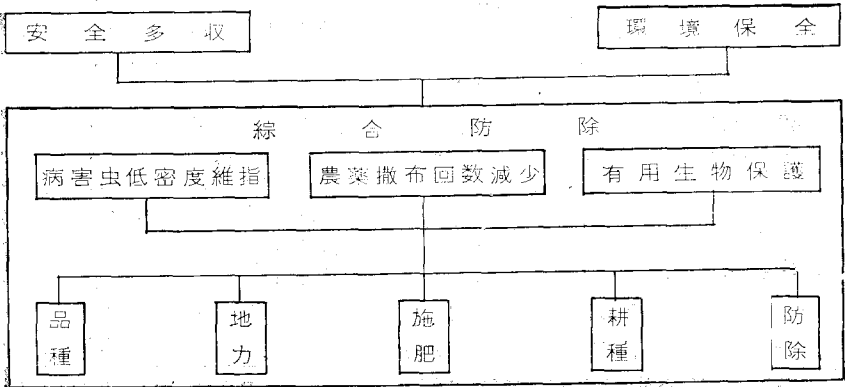 安全多収
環境保全
綜合防除
病害虫低密度維指
農薬撒布回数減少
有用生物保護
品種
地力
施肥
耕種
防除